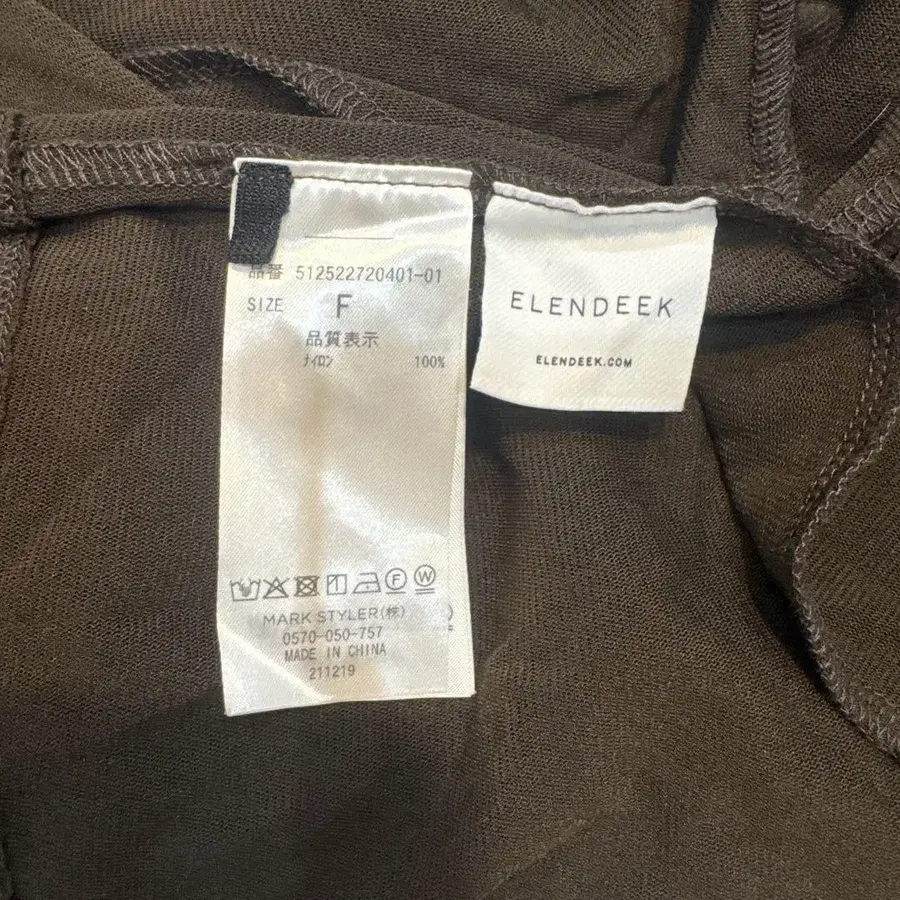 品番 512522720401-01
SIZE F
品質表示
ナイロン 100%
F W
MARK STYLER(株)
0570-050-757
MADE IN CHINA
211219
ELENDEEK
ELENDEEK.COM